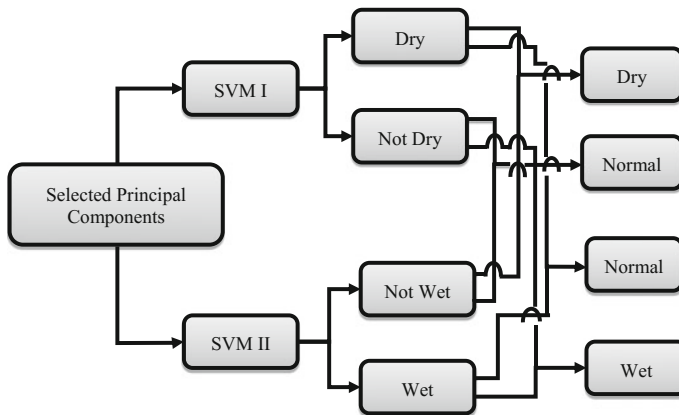 Selected Principal
Components
SVM I
SVM II
Dry
Not Dry
Not Wet
Wet
Dry
Normal
Normal
Wet